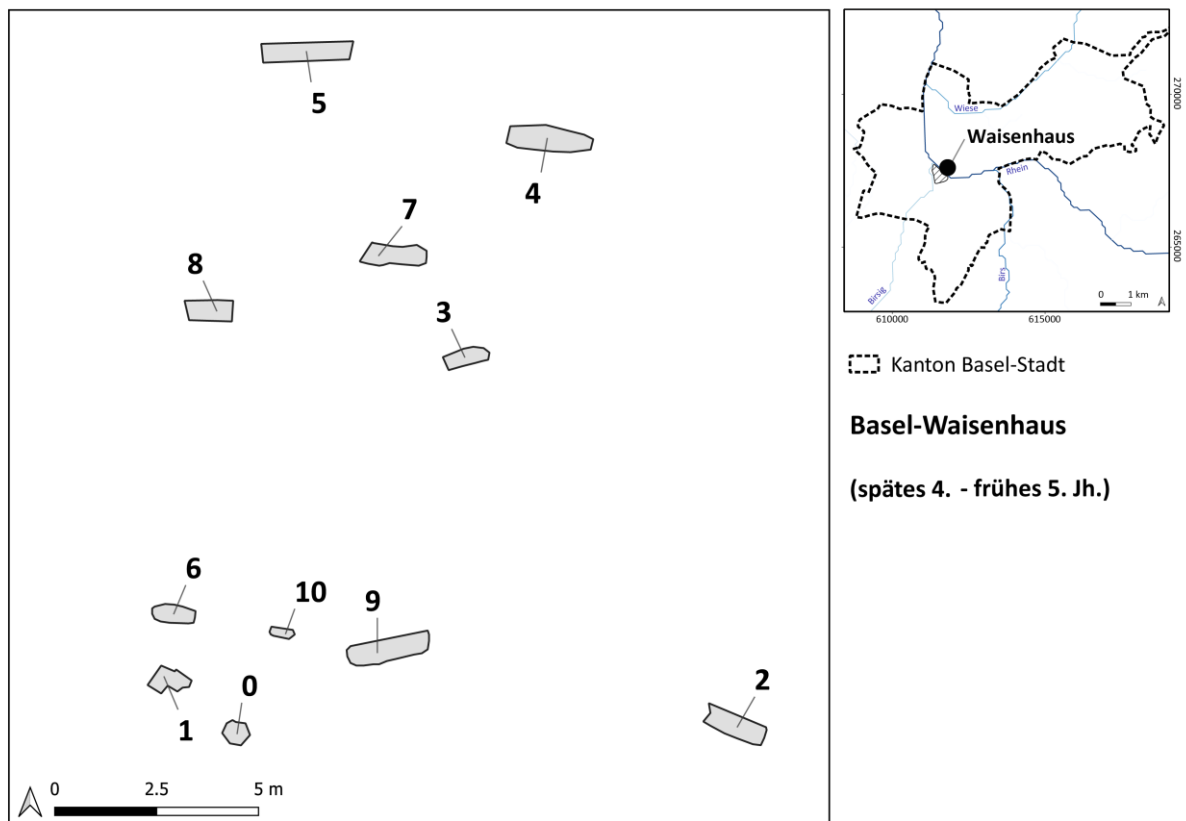 5
4
7
8
3
6
10
9
0
2
1
0 2.5 5 m
Wiese
Waisenhaus
Rhein
Birsig
Birs
0 1 km
270000
265000
610000 615000
Kanton Basel-Stadt
Basel-Waisenhaus
(spätes 4. - frühes 5. Jh.)